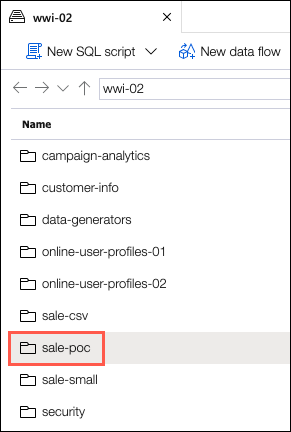 wwi-02
New SQL script New data flow
wwi-02
Name
campaign-analytics
customer-info
data-generators
online-user-profiles-01
online-user-profiles-02
sale-csv
sale-poc
sale-small
security